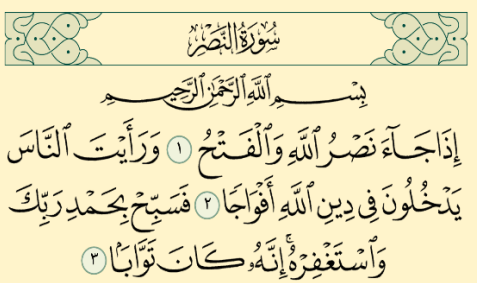 سُورَةُ النَّصْرِ
بِسْمِ ٱللَّهِ ٱلرَّحْمَٰنِ ٱلرَّحِيمِ
إِذَا جَآءَ نَصْرُ ٱللَّهِ وَٱلْفَتْحُ ١ وَرَأَيْتَ ٱلنَّاسَ
يَدْخُلُونَ فِى دِينِ ٱللَّهِ أَفْوَاجًا ٢ فَسَبِّحْ بِحَمْدِ رَبِّكَ
وَٱسْتَغْفِرْهُ ۚ إِنَّهُۥ كَانَ تَوَّابًۢا ٣